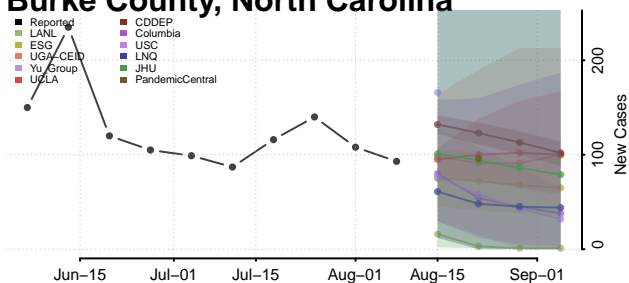 Burke County, North Carolina
Reported
LANL
ESG
UGA-CEID
Yu_Group
UCLA
CDDEP
Columbia
USC
LNQ
JHU
PandemicCentral
200
100
0
New Cases
Jun-15
Jul-01
Jul-15
Aug-01
Aug-15
Sep-01